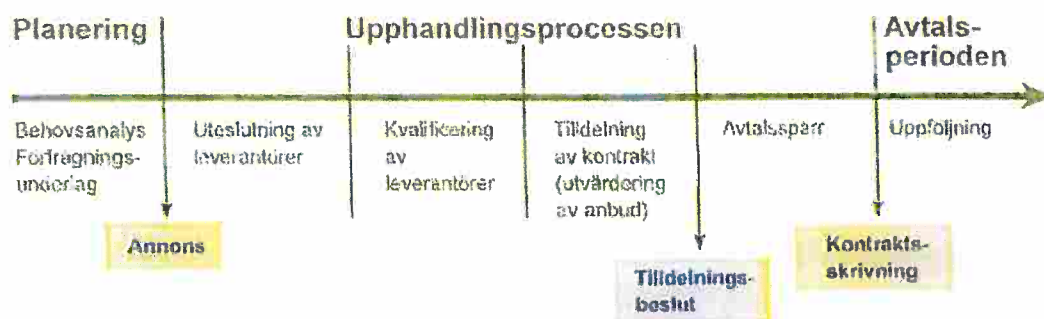 Planering
Upphandlingsprocessen
Avtals-
perioden
Behovsanalys
Förfrågnings-
underlag
Uteslutning av
leverantörer
Kvalificering
av
leverantörer
Tilldelning
av kontrakt
(utvärdering
av anbud)
Avtalsspärr
Uppföljning
Annons
Tilldelnings-
beslut
Kontrakts-
skrivning